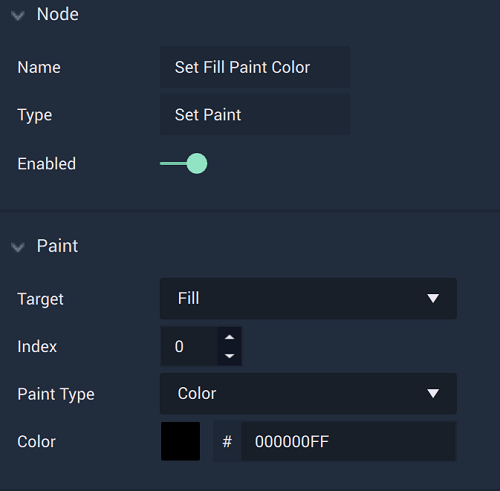 Node
Name Set Fill Paint Color
Type Set Paint
Enabled
Paint
Target Fill
Index 0
Paint Type Color
Color # 000000FF